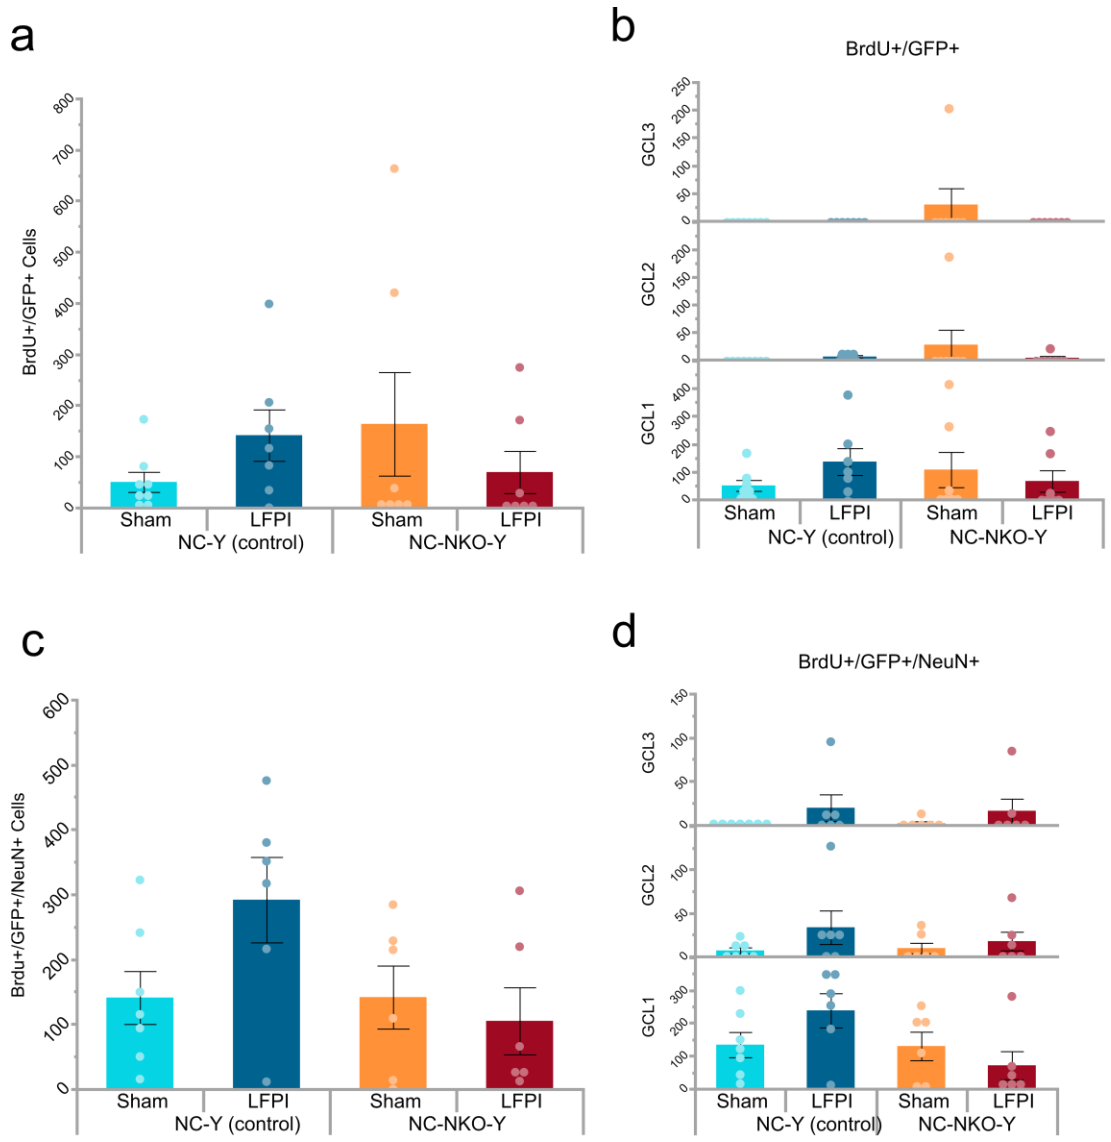 a
800
700
600
500
400
300
200
100
0
BrdU+/GFP+ Cells
Sham LFPI Sham LFPI
NC-Y (control) NC-NKO-Y
b
BrdU+/GFP+
250
200
150
100
50
0
GCL3
200
150
100
50
0
GCL2
400
300
200
100
0
GCL1
Sham LFPI Sham LFPI
NC-Y (control) NC-NKO-Y
c
600
500
400
300
200
100
0
Brdu+/GFP+/NeuN+ Cells
Sham LFPI Sham LFPI
NC-Y (control) NC-NKO-Y
d
BrdU+/GFP+/NeuN+
150
100
50
0
GCL3
100
50
0
GCL2
300
200
100
0
GCL1
Sham LFPI Sham LFPI
NC-Y (control) NC-NKO-Y